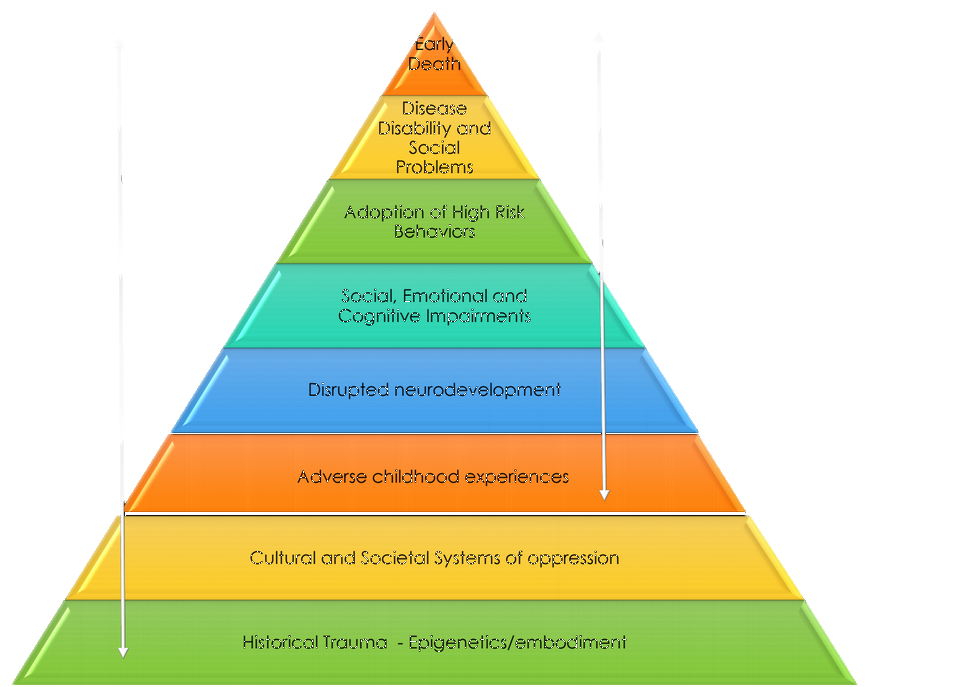 Early
Death
Disease
Disability and
Social
Problems
Adoption of High Risk
Behaviors
Social, Emotional and
Cognitive Impairments
Disrupted neurodevelopment
Adverse childhood experiences
Cultural and Societal Systems of oppression
Historical Trauma - Epigenetics/embodiment